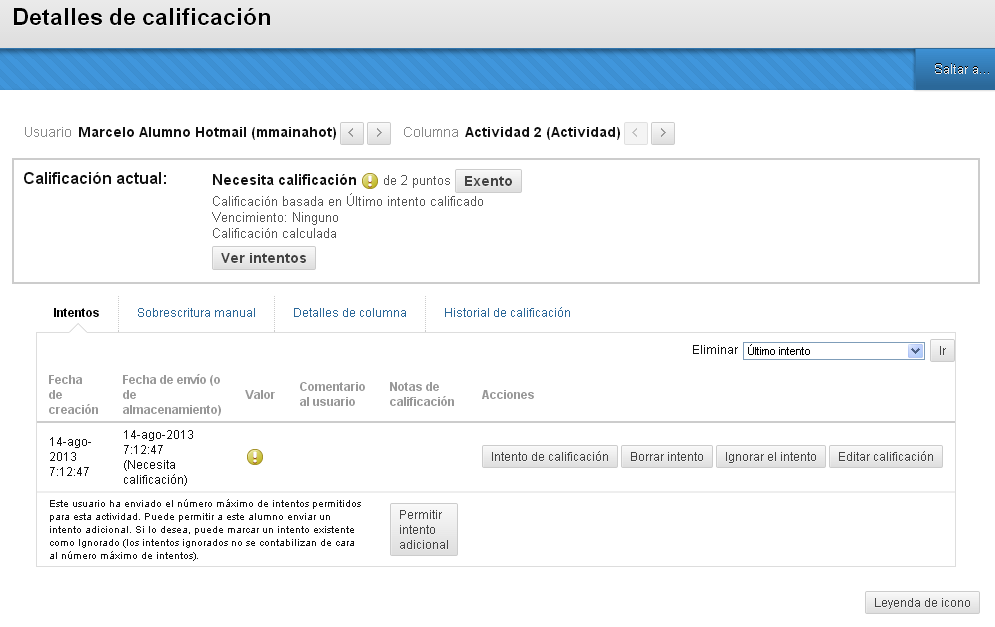 Detalles de calificación
Saltar a...
Usuario Marcelo Alumno Hotmail (mmainahot) < > Columna Actividad 2 (Actividad) < >
Calificación actual:
Necesita calificación de 2 puntos Exento
Calificación basada en Último intento calificado
Vencimiento: Ninguno
Calificación calculada
Ver intentos
Intentos Sobrescritura manual Detalles de columna Historial de calificación
Eliminar Último intento Ir
Fecha
de
creación
Fecha de envío (o
de
almacenamiento)
Valor
Comentario
al usuario
Notas de
calificación
Acciones
14-ago-
2013
7:12:47
14-ago-2013
7:12:47
(Necesita
calificación)
Intento de calificación Borrar intento Ignorar el intento Editar calificación
Este usuario ha enviado el número máximo de intentos permitidos
para esta actividad. Puede permitir a este alumno enviar un
intento adicional. Si lo desea, puede marcar un intento existente
como Ignorado (los intentos ignorados no se contabilizan de cara
al número máximo de intentos).
Permitir
intento
adicional
Leyenda de icono